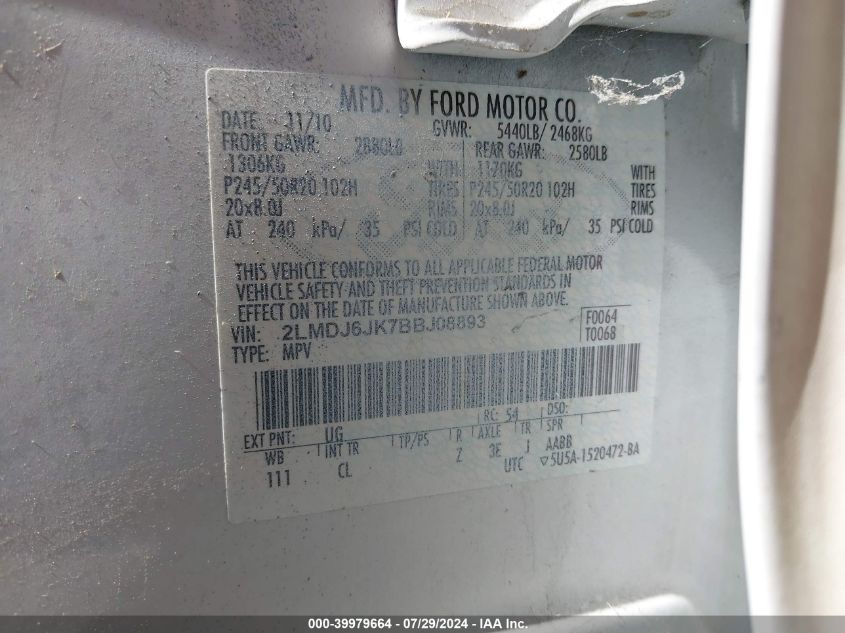 MFD. BY FORD MOTOR CO.
DATE: 11/10 GVWR: 5440LB/ 2468KG
FRONT GAWR: 2880LB REAR GAWR: 2580LB
1306KG WITH 1170KG WITH
P245/50R20 102H TIRES P245/50R20 102H TIRES
20x8.0J RIMS 20x8.0J RIMS
AT 240 kPa/ 35 PSI COLD AT 240 kPa/ 35 PSI COLD
THIS VEHICLE CONFORMS TO ALL APPLICABLE FEDERAL MOTOR
VEHICLE SAFETY AND THEFT PREVENTION STANDARDS IN
EFFECT ON THE DATE OF MANUFACTURE SHOWN ABOVE.
VIN: 2LMDJ6JK7BBJ08893 F0064
TYPE: MPV T0068
RC: 54 DSO:
EXT PNT: UG
WB INT TR TP/PS R AXLE TR SPR
111 CL Z 3E J AABB
UTC ▽5U5A-1520472-BA
000-39979664 - 07/29/2024 - IAA Inc.